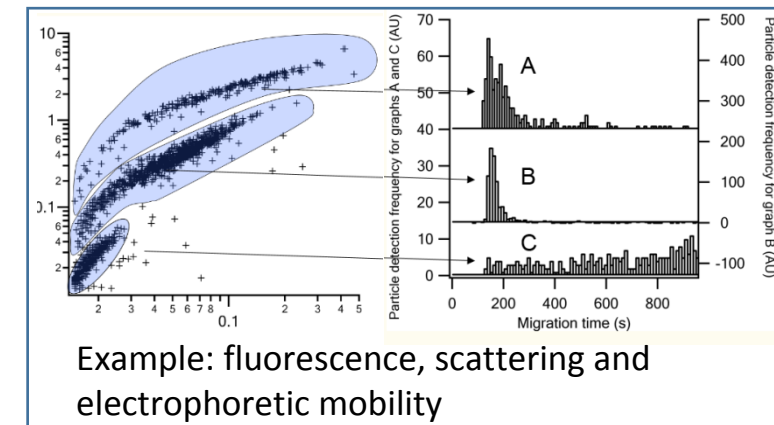 10
6
4
2
1
6
4
2
0.1
6
4
2
2 3 4 5 6 7 8 0.1 2 3 4 5
Particle detection frequency for graphs A and C (AU)
70
60
50
40
30
20
10
0
A
B
C
500
400
300
200
100
0
-100
Particle detection frequency for graph B (AU)
0 200 400 600 800
Migration time (s)
Example: fluorescence, scattering and
electrophoretic mobility